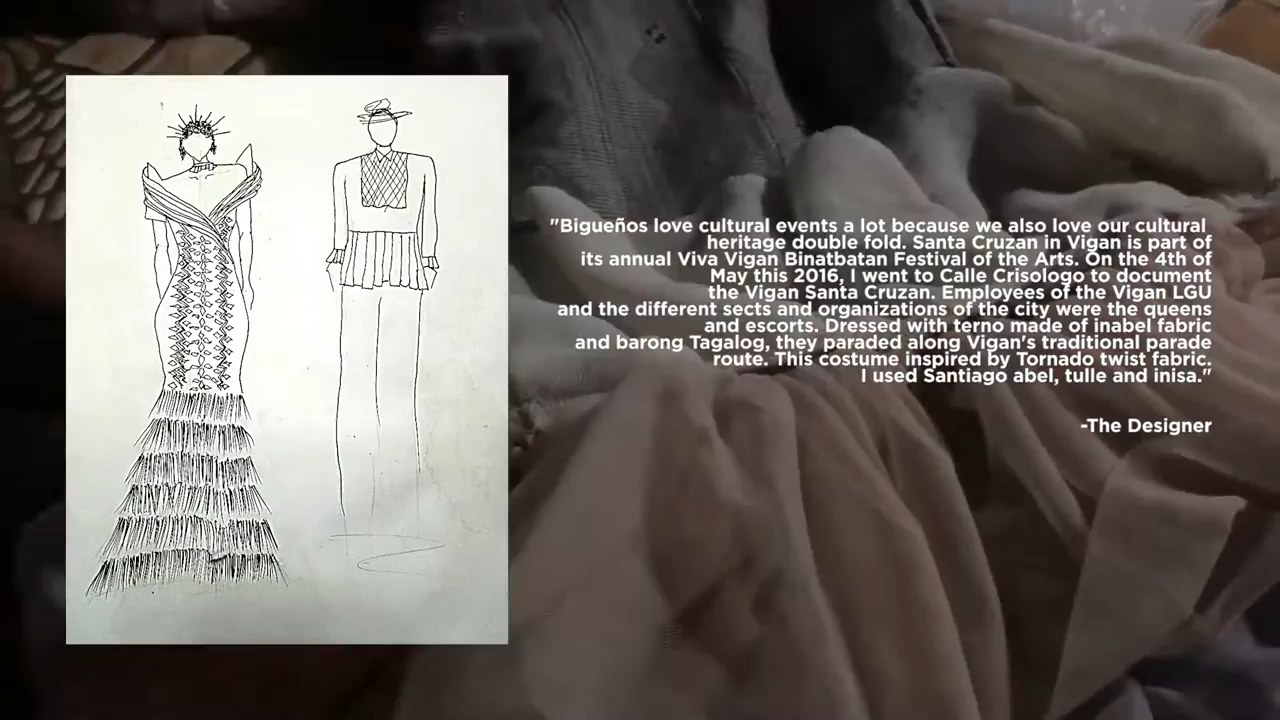 "Bigueños love cultural events a lot because we also love our cultural
heritage double fold. Santa Cruzan in Vigan is part of
its annual Viva Vigan Binatbatan Festival of the Arts. On the 4th of
May this 2016, I went to Calle Crisologo to document
the Vigan Santa Cruzan. Employees of the Vigan LGU
and the different sects and organizations of the city were the queens
and escorts. Dressed with terno made of inabel fabric
and barong Tagalog, they paraded along Vigan's traditional parade
route. This costume inspired by Tornado twist fabric.
I used Santiago abel, tulle and inisa."
-The Designer